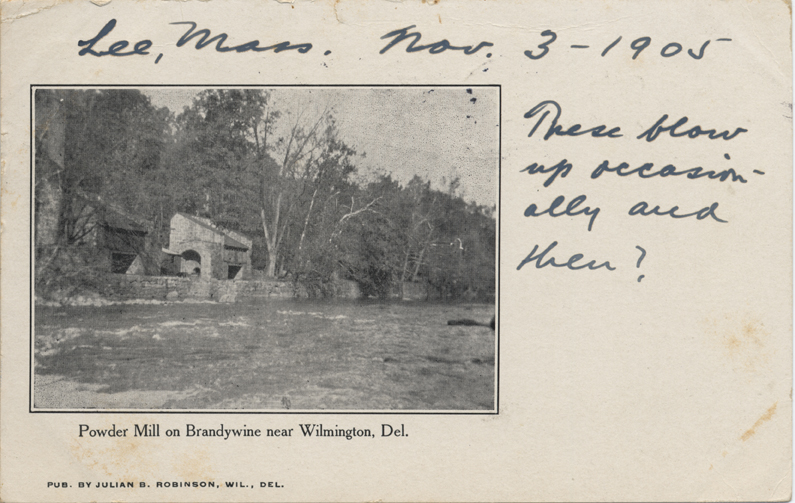 Lee, Mass. Nov. 3-1905
These blow
up occasion-
ally and
then?
Powder Mill on Brandywine near Wilmington, Del.
PUB. BY JULIAN B. ROBINSON, WIL., DEL.